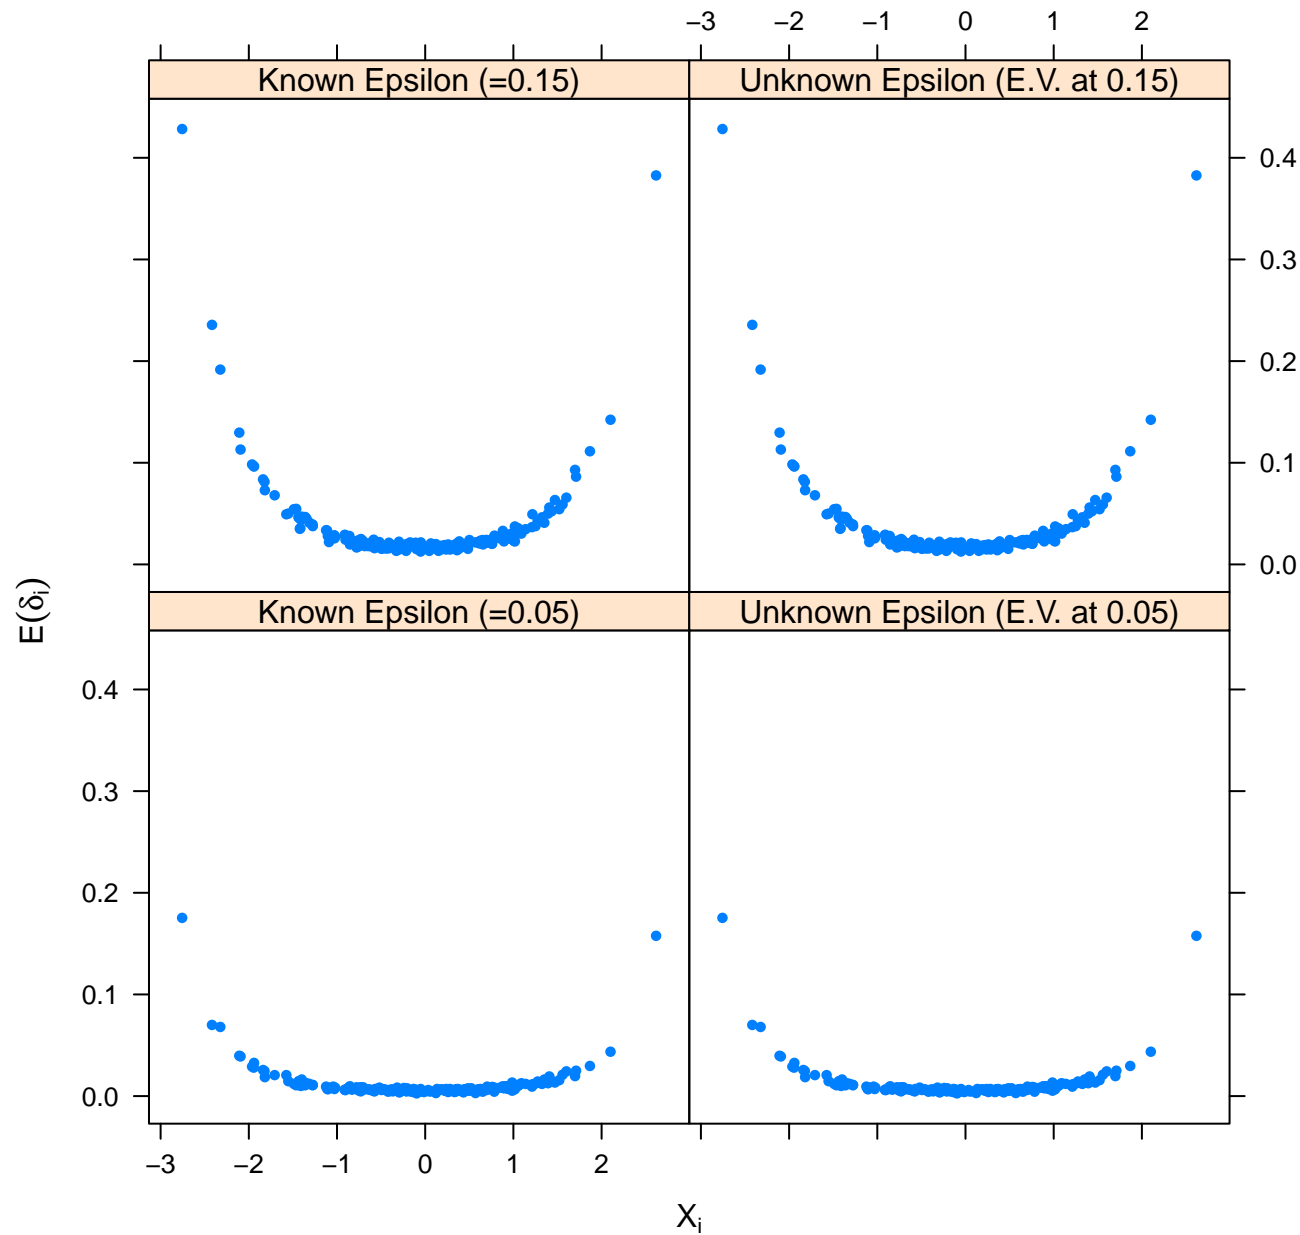 −3 −2 −1 0 1 2
Known Epsilon (=0.15) Unknown Epsilon (E.V. at 0.15)
0.4
0.3
0.2
0.1
0.0
E(δi)
Known Epsilon (=0.05) Unknown Epsilon (E.V. at 0.05)
0.4
0.3
0.2
0.1
0.0
−3 −2 −1 0 1 2
Xi